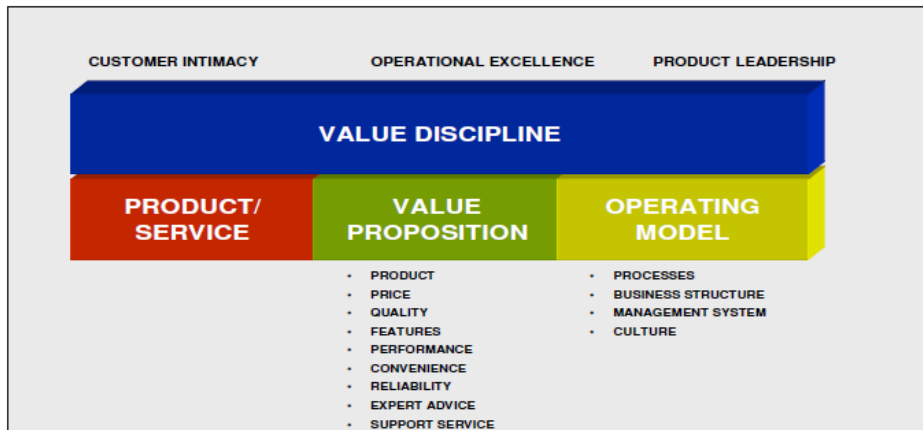 CUSTOMER INTIMACY OPERATIONAL EXCELLENCE PRODUCT LEADERSHIP
VALUE DISCIPLINE
PRODUCT/
SERVICE
VALUE
PROPOSITION
OPERATING
MODEL
• PRODUCT
• PRICE
• QUALITY
• FEATURES
• PERFORMANCE
• CONVENIENCE
• RELIABILITY
• EXPERT ADVICE
• SUPPORT SERVICE
• PROCESSES
• BUSINESS STRUCTURE
• MANAGEMENT SYSTEM
• CULTURE